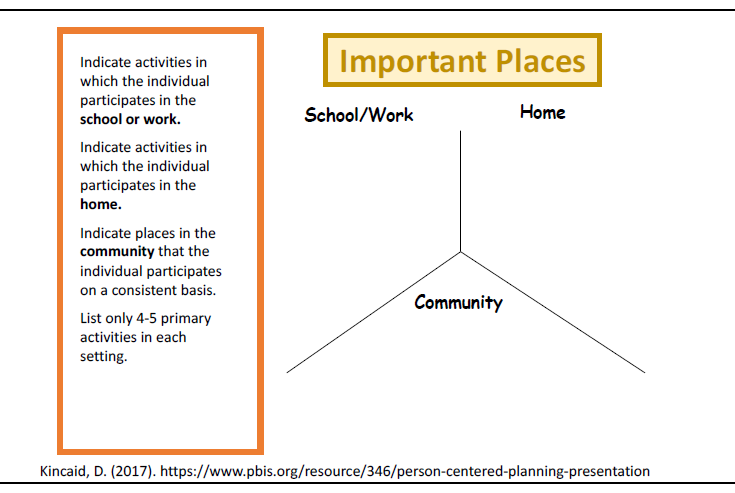 Important Places
Indicate activities in
which the individual
participates in the
school or work.
Indicate activities in
which the individual
participates in the
home.
Indicate places in the
community that the
individual participates
on a consistent basis.
List only 4-5 primary
activities in each
setting.
School/Work
Home
Community
Kincaid, D. (2017). https://www.pbis.org/resource/346/person-centered-planning-presentation